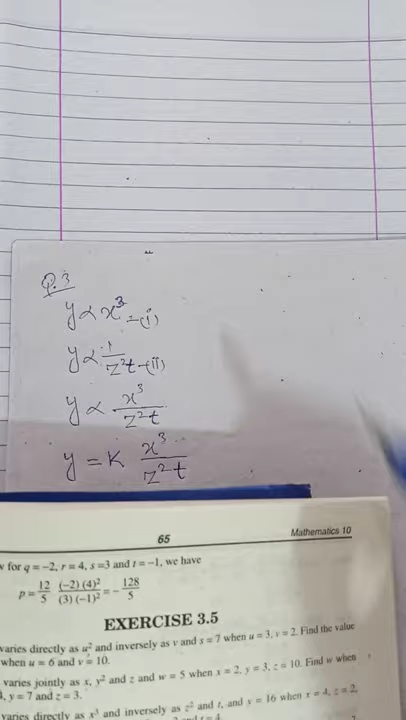 Q.3
y ∝ x³ -(i)
y ∝ 1/z²t -(ii)
y ∝ x³/z²t
y = K x³/z²t
65
Mathematics 10
for q = –2, r = 4, s = 3 and t = –1, we have
p = 12/5 (–2) (4)²/(3) (–1)² = – 128/5
EXERCISE 3.5
varies directly as u² and inversely as v and s = 7 when u = 3, v = 2. Find the value
when u = 6 and v = 10.
varies jointly as x, y² and z and w = 5 when x = 2, y = 3, z = 10. Find w when
, y = 7 and z = 3.
varies directly as x³ and inversely as z² and t, and y = 16 when x = 4, z = 2,